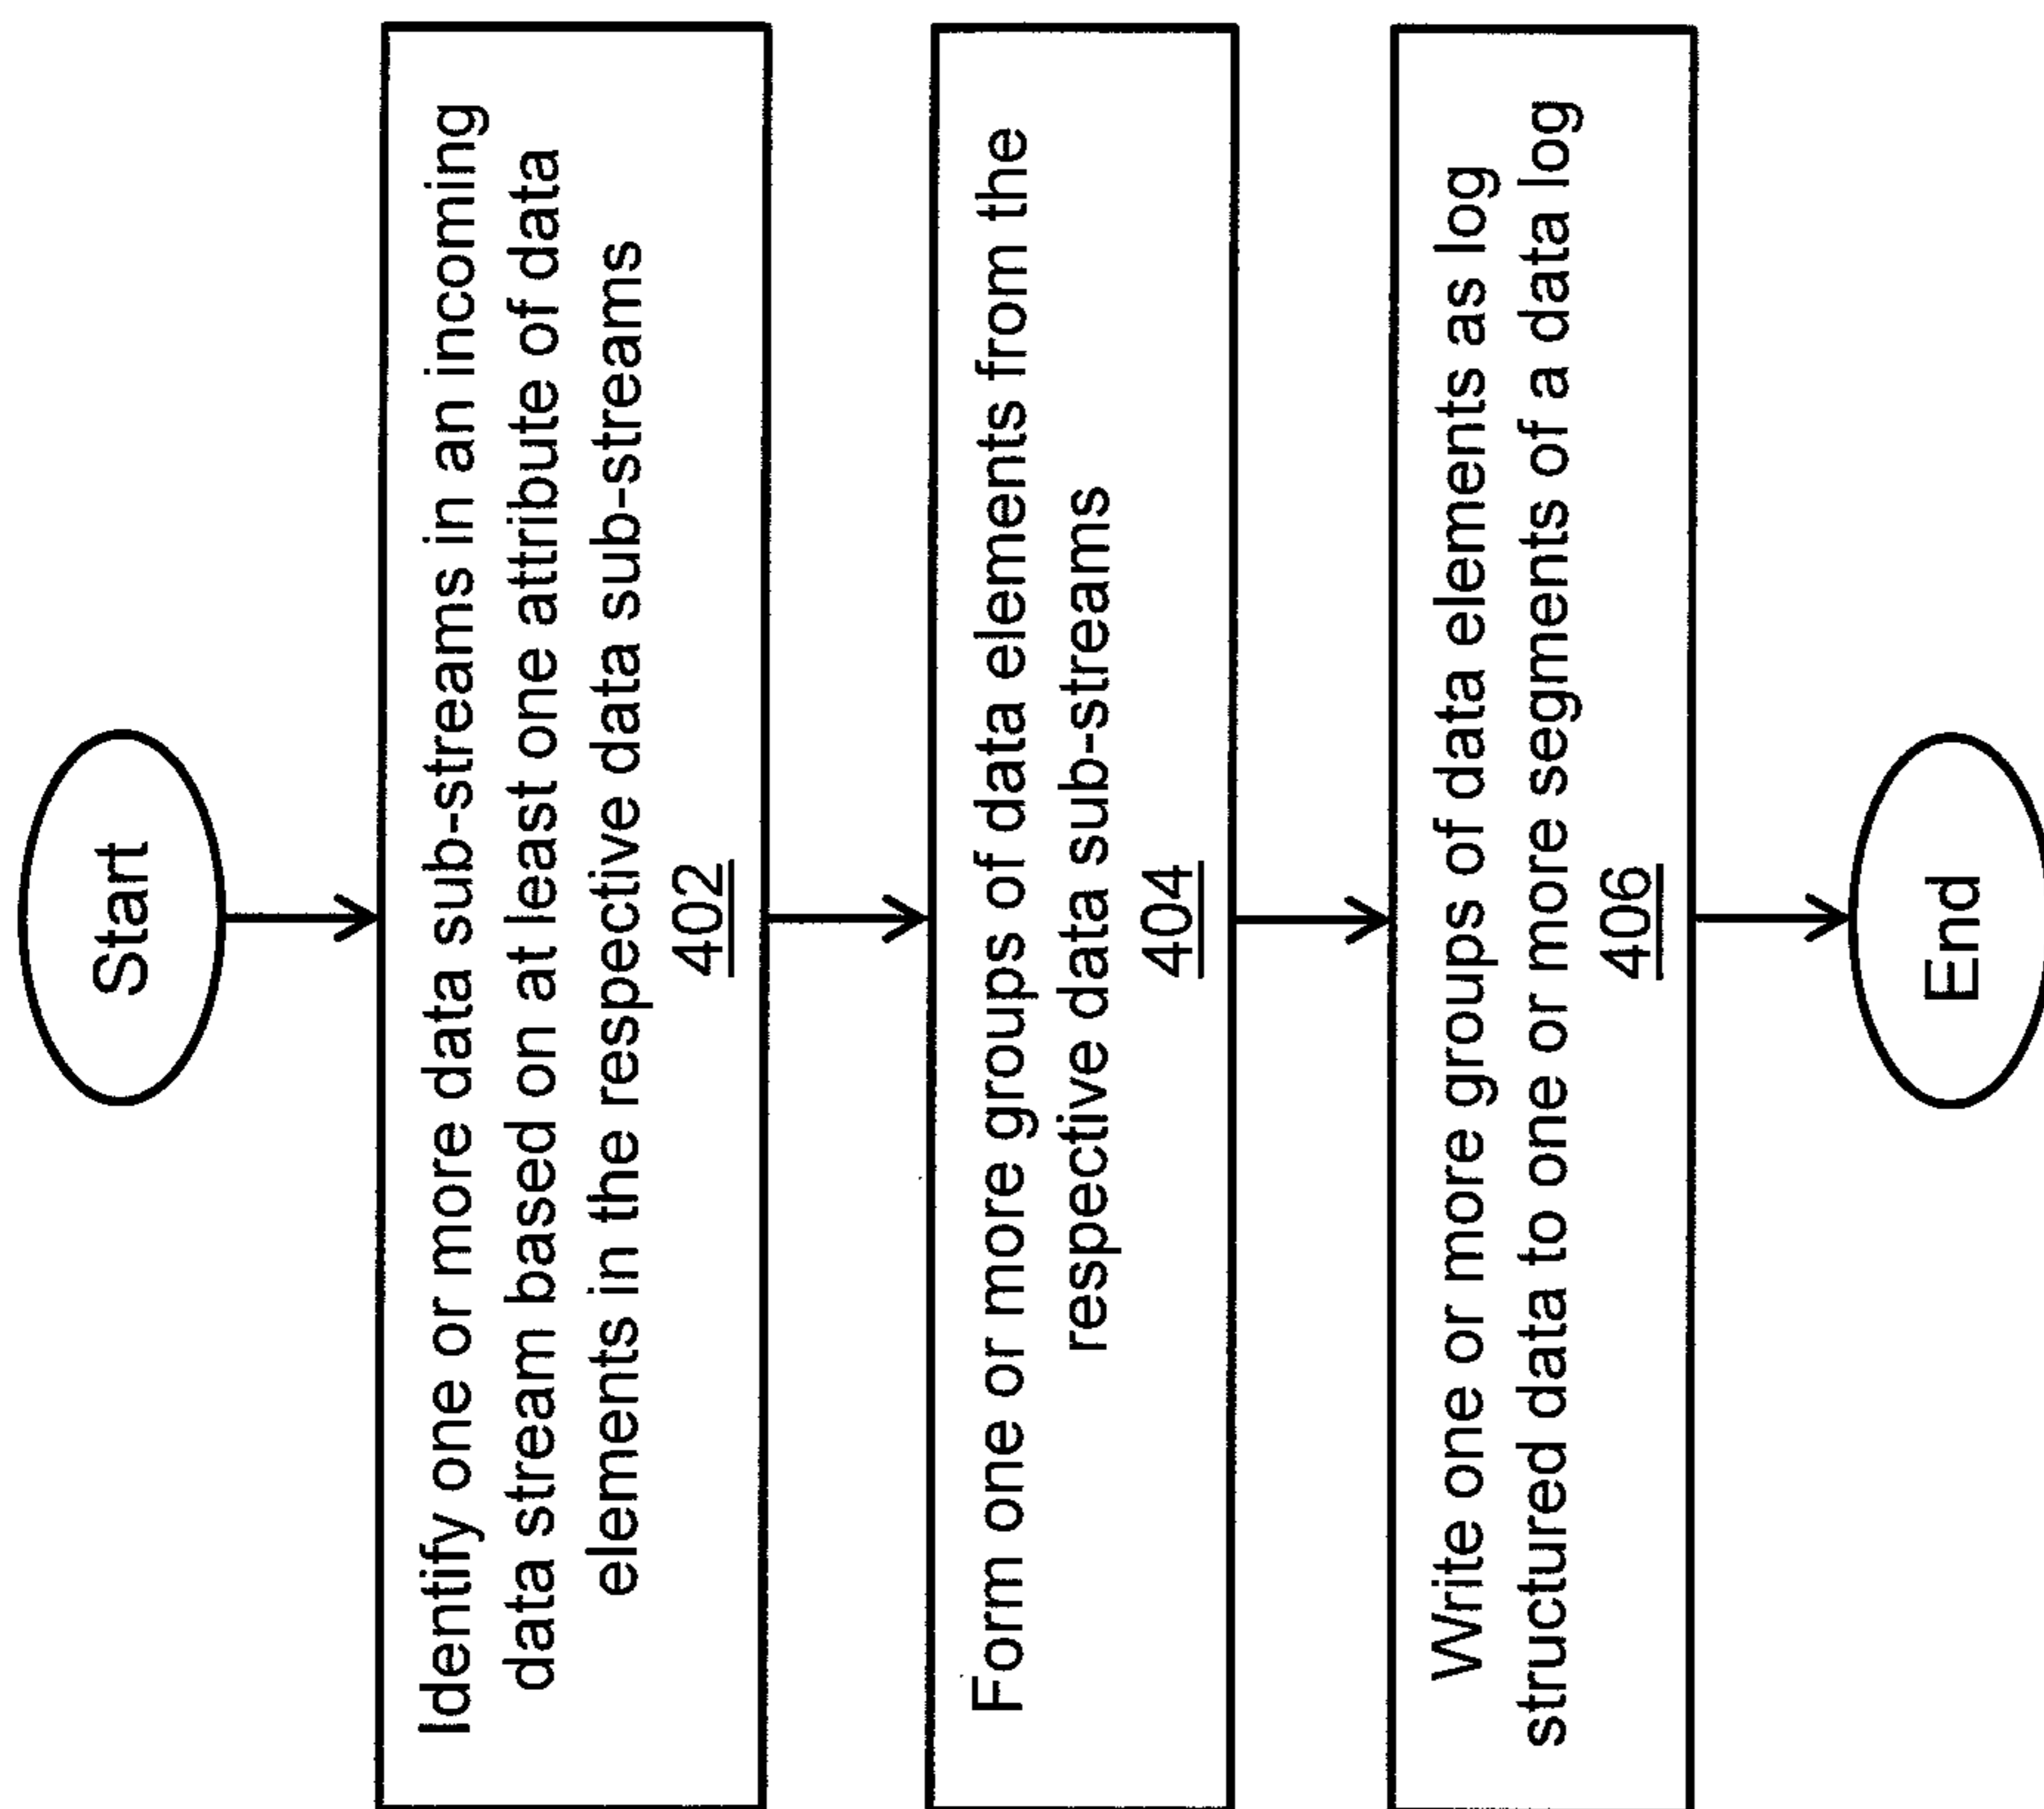 Start
Identify one or more data sub-streams in an incoming
data stream based on at least one attribute of data
elements in the respective data sub-streams
402
Form one or more groups of data elements from the
respective data sub-streams
404
Write one or more groups of data elements as log
structured data to one or more segments of a data log
406
End